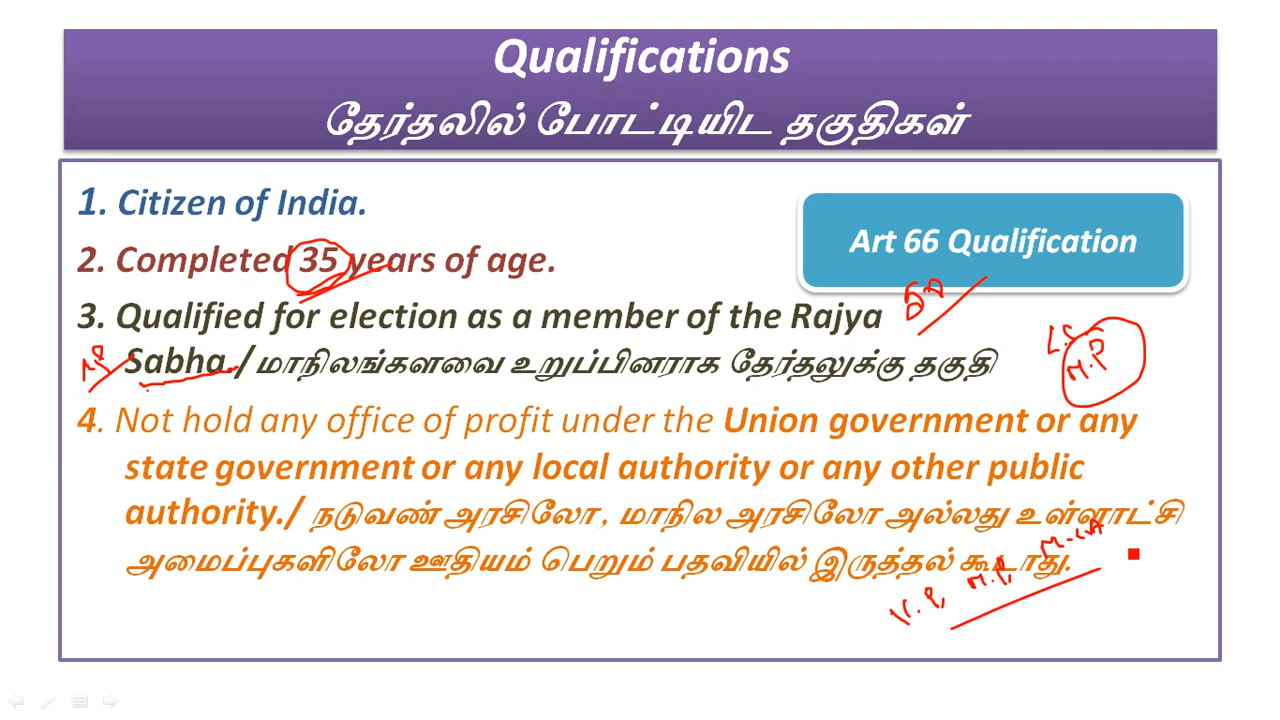 Qualifications
தேர்தலில் போட்டியிட தகுதிகள்
1. Citizen of India.
Art 66 Qualification
2. Completed 35 years of age.
3. Qualified for election as a member of the Rajya
Sabha./மாநிலங்களவை உறுப்பினராக தேர்தலுக்கு தகுதி
L.S
M.P
4. Not hold any office of profit under the Union government or any
state government or any local authority or any other public
authority./ நடுவண் அரசிலோ, மாநில அரசிலோ அல்லது உள்ளாட்சி
அமைப்புகளிலோ ஊதியம் பெறும் பதவியில் இருத்தல் கூடாது.
M.P,